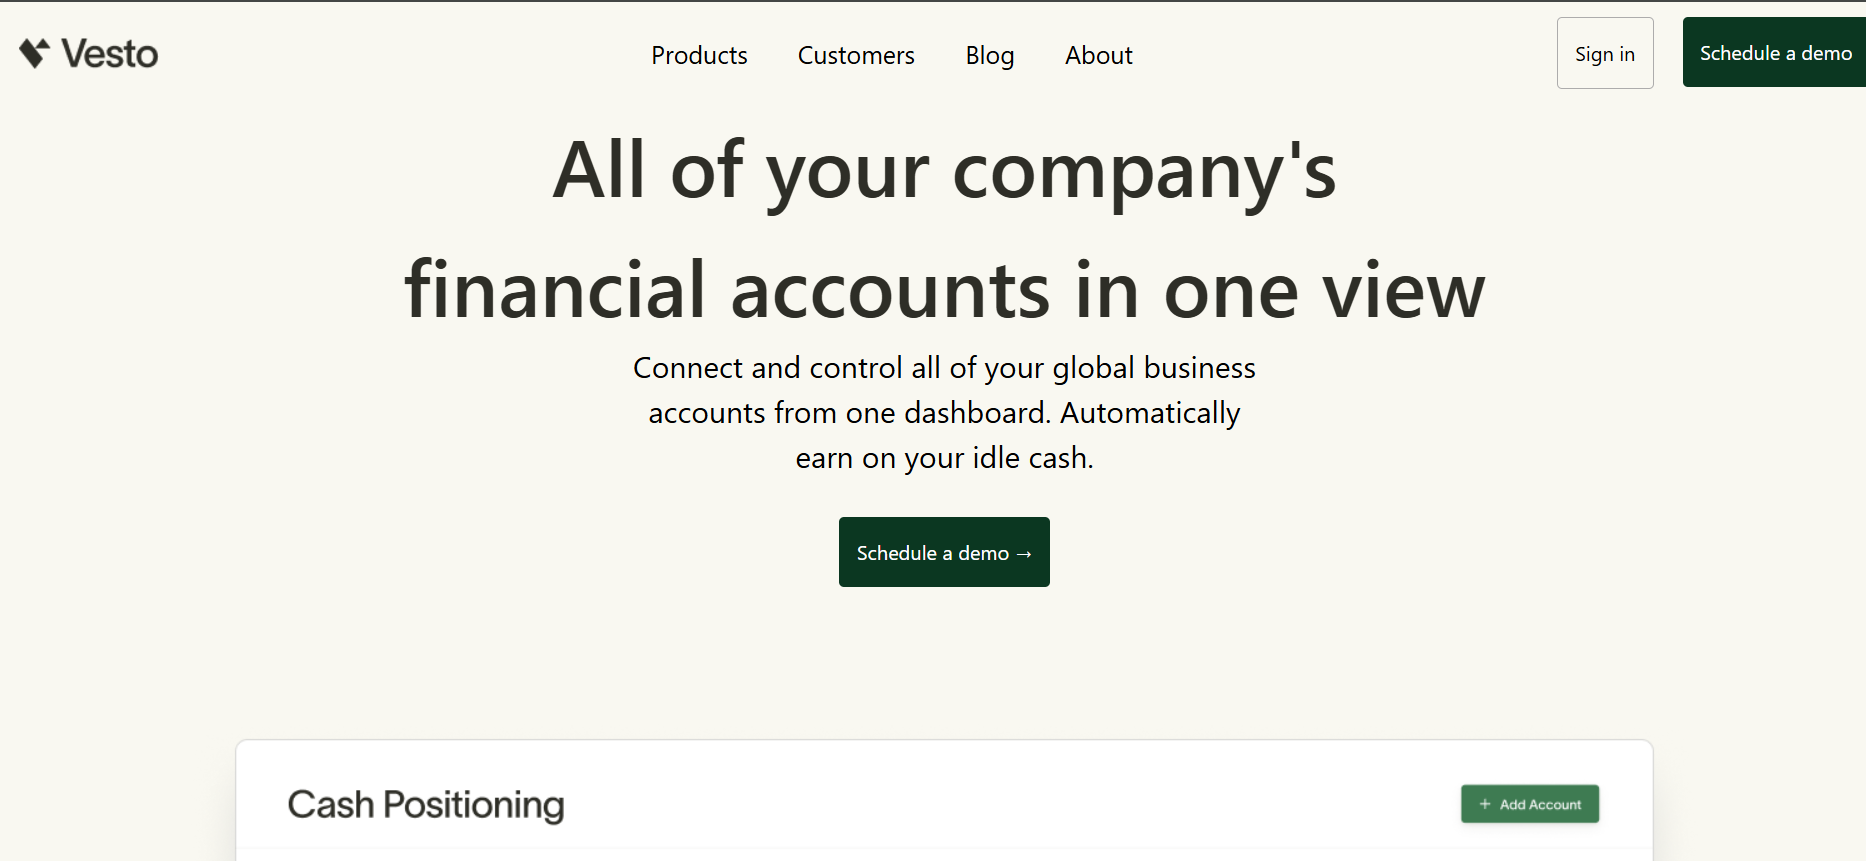 Vesto
Products Customers Blog About
Sign in
Schedule a demo
All of your company's
financial accounts in one view
Connect and control all of your global business
accounts from one dashboard. Automatically
earn on your idle cash.
Schedule a demo →
Cash Positioning
+ Add Account